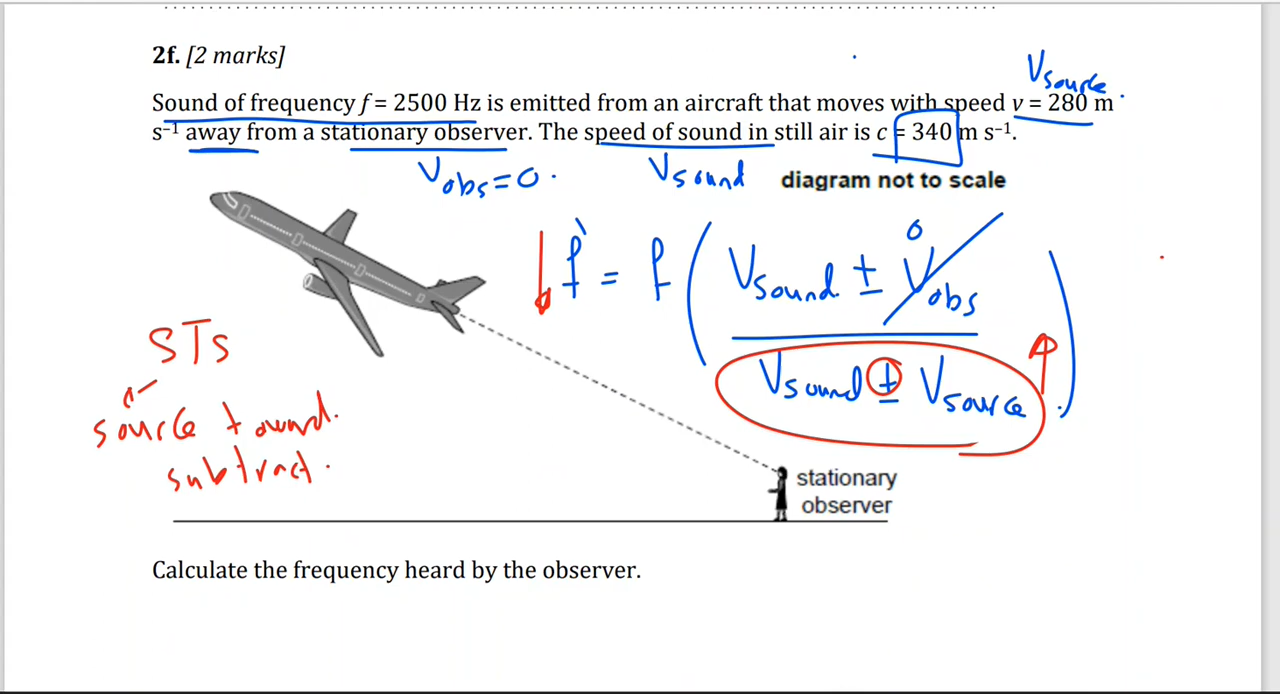 2f. [2 marks]
Vsource
Sound of frequency f = 2500 Hz is emitted from an aircraft that moves with speed v = 280 m
s⁻¹ away from a stationary observer. The speed of sound in still air is c = 340 m s⁻¹.
Vobs=0.
Vsound
diagram not to scale
0
f` = f ( Vsound ± Vobs
Vsound ± Vsource )
STs
source toward.
subtract.
stationary
observer
Calculate the frequency heard by the observer.